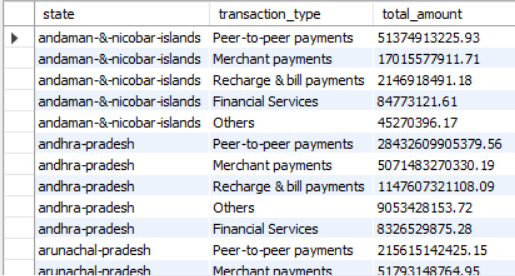 state transaction_type total_amount
andaman-&-nicobar-islands Peer-to-peer payments 51374913225.93
andaman-&-nicobar-islands Merchant payments 17015577911.71
andaman-&-nicobar-islands Recharge & bill payments 2146918491.18
andaman-&-nicobar-islands Financial Services 84773121.61
andaman-&-nicobar-islands Others 45270396.17
andhra-pradesh Peer-to-peer payments 28432609905379.56
andhra-pradesh Merchant payments 5071483270330.19
andhra-pradesh Recharge & bill payments 1147607321108.09
andhra-pradesh Others 9053428153.72
andhra-pradesh Financial Services 8326529875.28
arunachal-pradesh Peer-to-peer payments 215615142425.15
arunachal-pradesh Merchant payments 51793148764.95